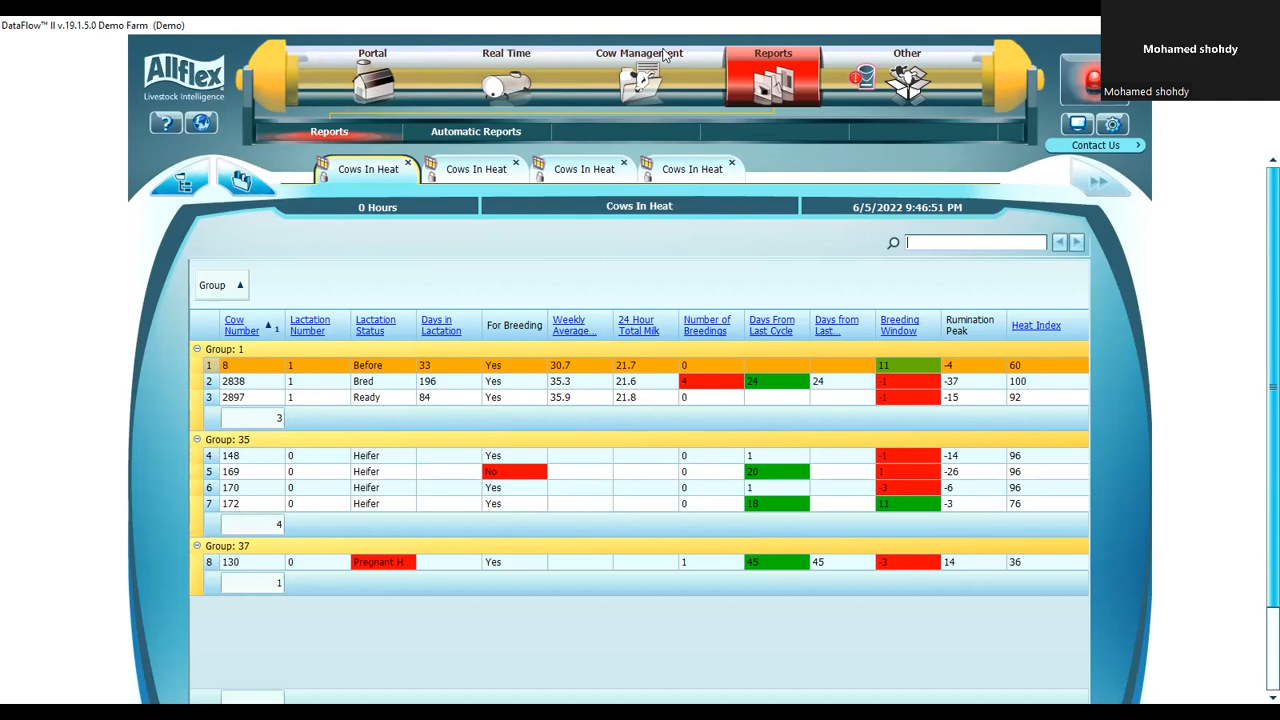 DataFlow™ II v.19.1.5.0 Demo Farm (Demo)
Mohamed shohdy
Mohamed shohdy
Allflex
Livestock Intelligence
Portal Real Time Cow Management Reports Other
Reports Automatic Reports
Contact Us
Cows In Heat Cows In Heat Cows In Heat Cows In Heat
0 Hours Cows In Heat 6/5/2022 9:46:51 PM
Group
Cow Number 1 Lactation Number Lactation Status Days in Lactation For Breeding Weekly Average... 24 Hour Total Milk Number of Breedings Days From Last Cycle Days from Last... Breeding Window Rumination Peak Heat Index
Group: 1
1 8 1 Before 33 Yes 30.7 21.7 0 11 -4 60
2 2838 1 Bred 196 Yes 35.3 21.6 4 24 24 -1 -37 100
3 2897 1 Ready 84 Yes 35.9 21.8 0 -1 -15 92
3
Group: 35
4 148 0 Heifer Yes 0 1 -1 -14 96
5 169 0 Heifer No 0 20 1 -26 96
6 170 0 Heifer Yes 0 1 -3 -6 96
7 172 0 Heifer Yes 0 18 11 -3 76
4
Group: 37
8 130 0 Pregnant H... Yes 1 45 45 -3 14 36
1